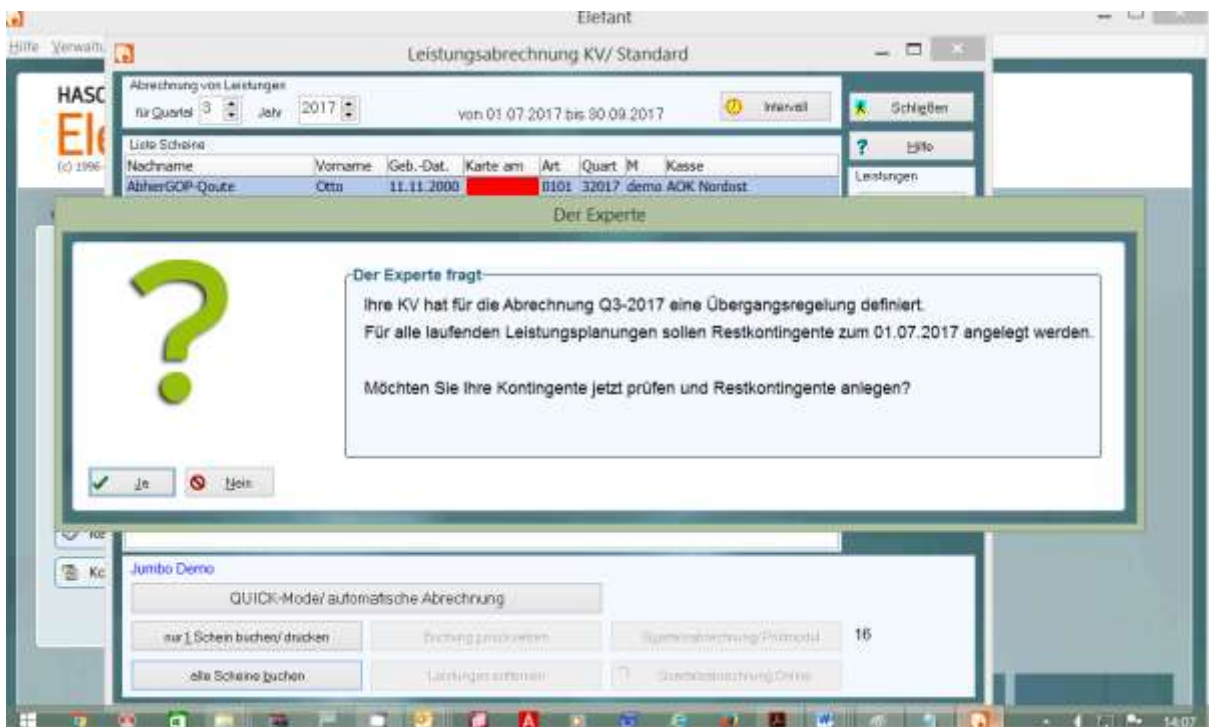 Elefant
Hilfe
Leistungsabrechnung KV/ Standard
HASC
Ele
(c) 1996
Abrechnung von Leistungen
für Quartal 3 Jahr 2017
von 01.07.2017 bis 30.09.2017
Intervall
Schließen
Hilfe
Liste Scheine
Nachname Vorname Geb.-Dat. Karte am Art Quart M Kasse
AbherGOP-Qoute Otto 11.11.2000 0101 32017 demo AOK Nordost
Leistungen
Der Experte
Der Experte fragt
Ihre KV hat für die Abrechnung Q3-2017 eine Übergangsregelung definiert.
Für alle laufenden Leistungsplanungen sollen Restkontingente zum 01.07.2017 angelegt werden.
Möchten Sie Ihre Kontingente jetzt prüfen und Restkontingente anlegen?
Ja
Nein
Ko
Jumbo Demo
QUICK-Mode/ automatische Abrechnung
nur 1 Schein buchen/ drucken
16
alle Scheine buchen
14:07